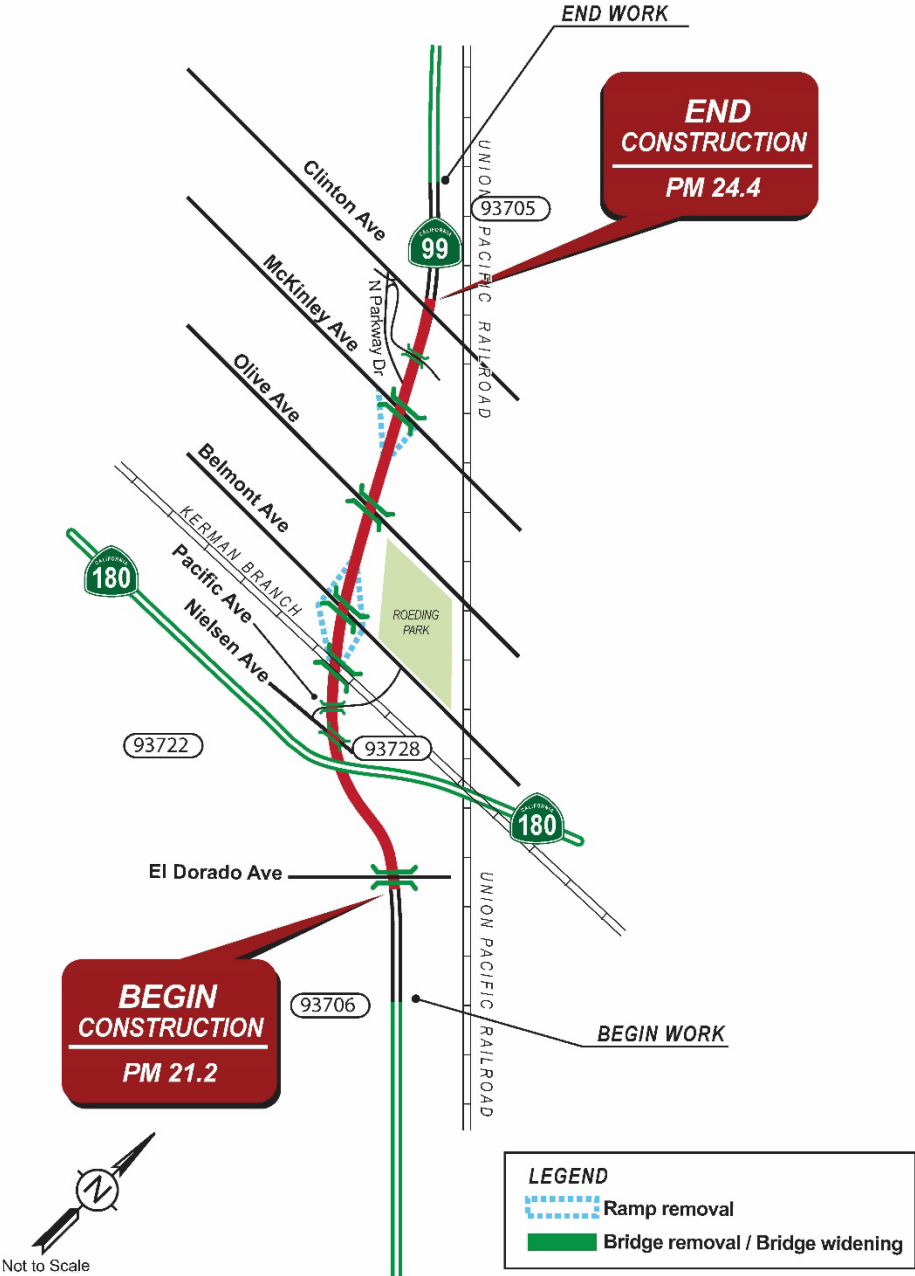 END WORK
END
CONSTRUCTION
PM 24.4
UNION PACIFIC RAILROAD
93705
CALIFORNIA
99
Clinton Ave
McKinley Ave
N Parkway Dr
Olive Ave
Belmont Ave
KERMAN BRANCH
CALIFORNIA
180
Pacific Ave
Nielsen Ave
ROEDING
PARK
93722
93728
CALIFORNIA
180
El Dorado Ave
UNION PACIFIC RAILROAD
BEGIN
CONSTRUCTION
PM 21.2
93706
BEGIN WORK
N
Not to Scale
LEGEND
Ramp removal
Bridge removal / Bridge widening